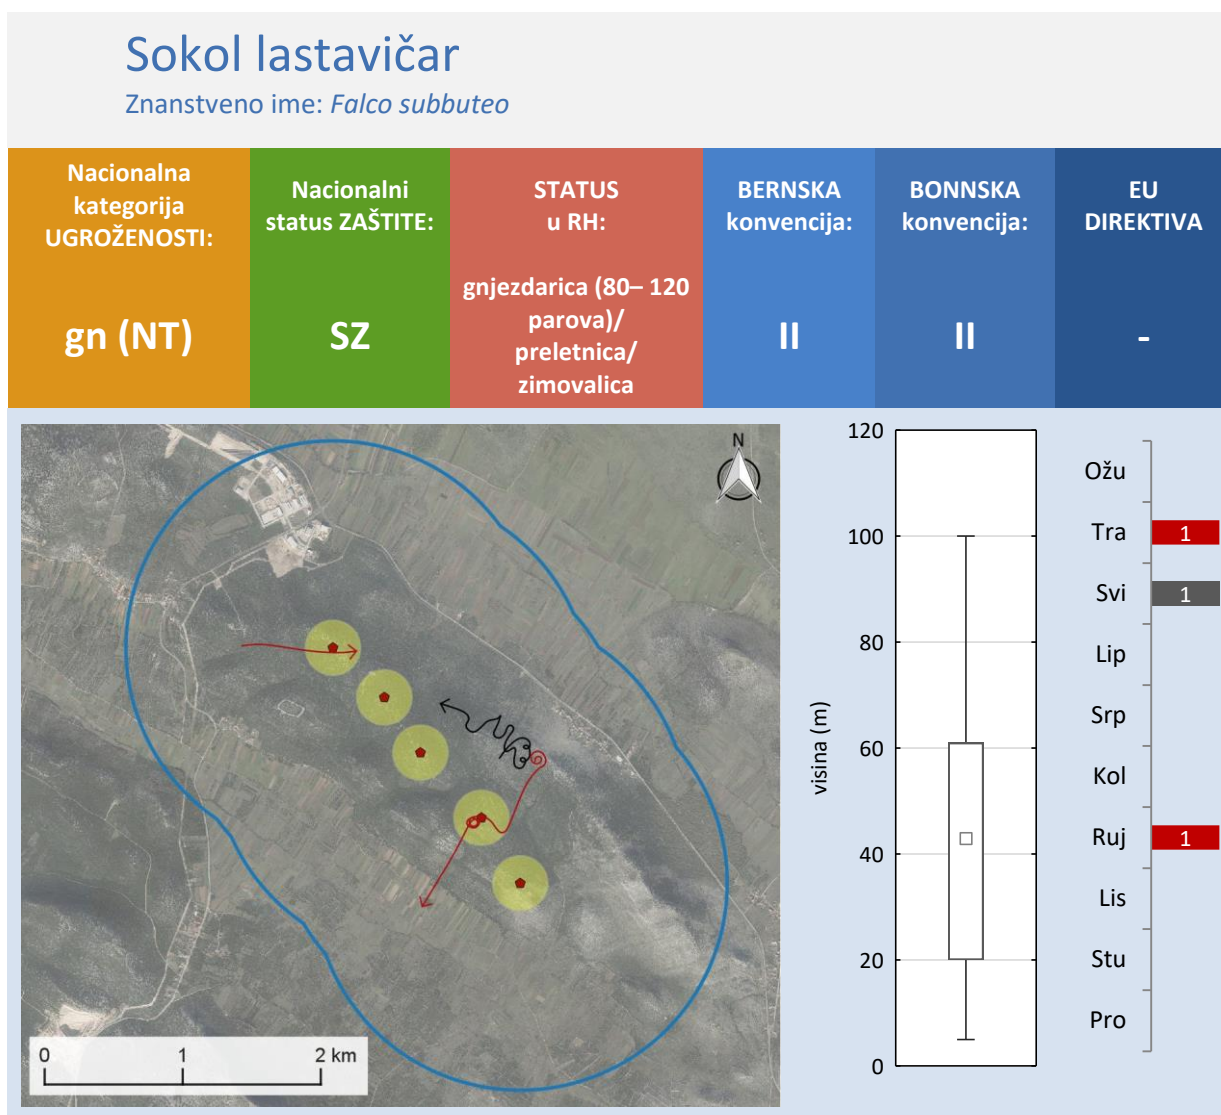 Sokol lastavičar
Znanstveno ime: Falco subbuteo
Nacionalna
kategorija
UGROŽENOSTI:
gn (NT)
Nacionalni
status ZAŠTITE:
SZ
STATUS
u RH:
gnjezdarica (80– 120
parova)/
preletnica/
zimovalica
BERNSKA
konvencija:
II
BONNSKA
konvencija:
II
EU
DIREKTIVA
-
N
0 1 2 km
visina (m)
120
100
80
60
40
20
0
Ožu
Tra 1
Svi 1
Lip
Srp
Kol
Ruj 1
Lis
Stu
Pro